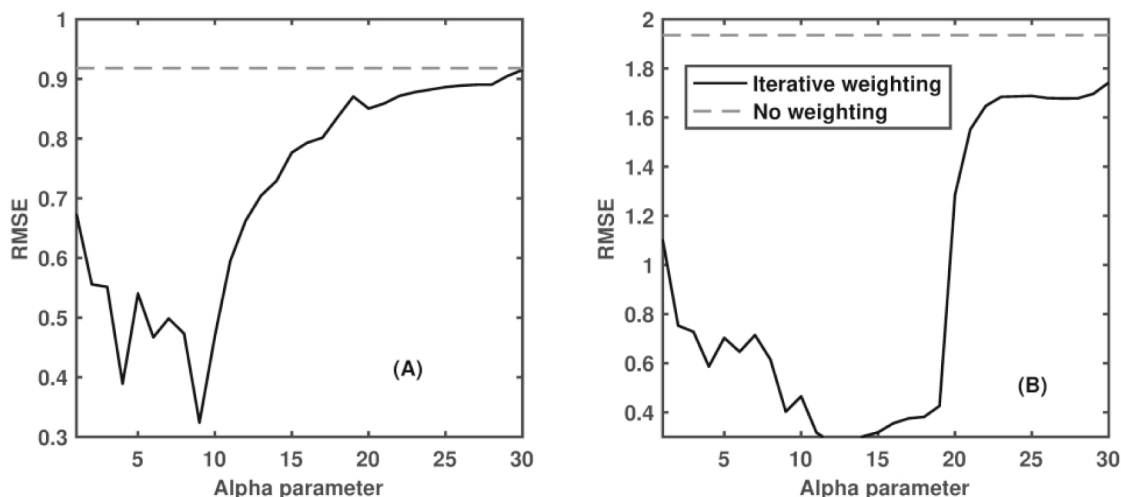 1
0.9
0.8
0.7
0.6
0.5
0.4
0.3
RMSE
(A)
5 10 15 20 25 30
Alpha parameter
2
1.8
1.6
1.4
1.2
1
0.8
0.6
0.4
RMSE
Iterative weighting
No weighting
(B)
5 10 15 20 25 30
Alpha parameter